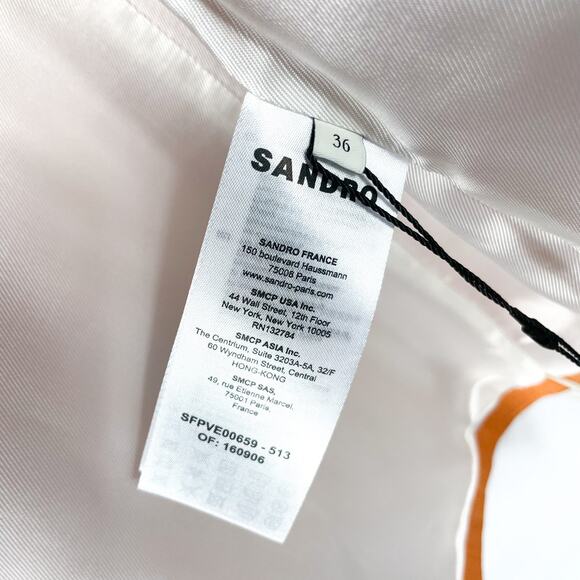 36
SANDRO
SANDRO FRANCE
150 boulevard Haussmann
75008 Paris
www.sandro-paris.com
SMCP USA Inc.
44 Wall Street, 12th Floor
New York, New York 10005
RN132784
SMCP ASIA Inc.
The Centrium, Suite 3203A-5A, 32/F
60 Wyndham Street, Central
HONG-KONG
SMCP SAS,
49, rue Etienne Marcel,
75001 Paris,
France
SFPVE00659 - 513
OF: 160906